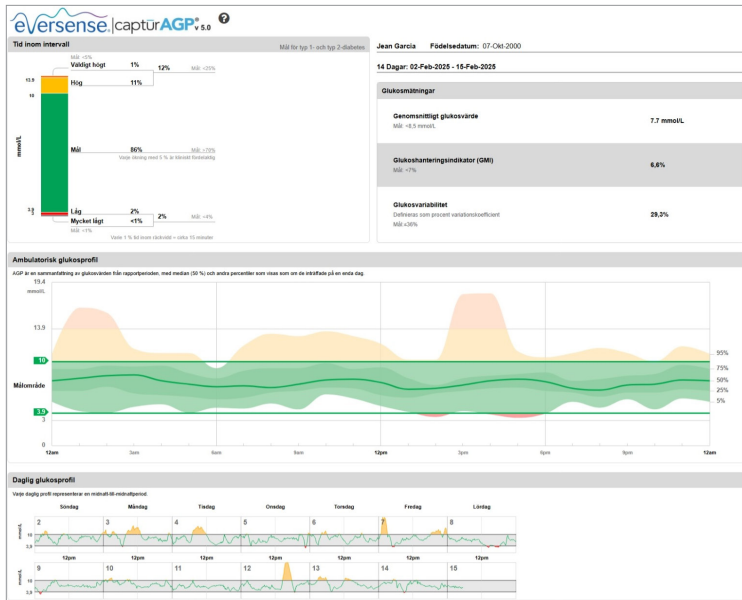 eversense. | captürAGP® v 5.0 ?
Tid inom intervall
Mål för typ 1- och typ 2-diabetes
Mål: <5%
Väldigt högt 1%
12% Mål: <25%
Hög 11%
13.9
10
mmol/L
Mål 86% Mål: >70%
Varje ökning med 5 % är kliniskt fördelaktig
3.9
3
Låg 2%
2% Mål: <4%
Mycket lågt <1%
Mål: <1%
Varje 1 % tid inom räckvidd = cirka 15 minuter
Jean García Födelsedatum: 07-Okt-2000
14 Dagar: 02-Feb-2025 - 15-Feb-2025
Glukosmätningar
Genomsnittligt glukosvärde 7.7 mmol/L
Mål: <8,5 mmol/L
Glukoshanteringsindikator (GMI) 6,6%
Mål: <7%
Glukosvariabilitet 29,3%
Definieras som procent variationskoefficient
Mål ≤36%
Ambulatorisk glukosprofil
AGP är en sammanfattning av glukosvärden från rapportperioden, med median (50 %) och andra percentiler som visas som om de inträffade på en enda dag.
19.4
mmol/L
13.9
10
Målområde
3.9
3
0
95%
75%
50%
25%
5%
12am 3am 6am 9am 12pm 3pm 6pm 9pm 12am
Daglig glukosprofil
Varje daglig profil representerar en midnatt-till-midnattperiod.
Söndag Måndag Tisdag Onsdag Torsdag Fredag Lördag
2 3 4 5 6 7 8
mmol/L
10
3.9
12pm 12pm 12pm 12pm 12pm 12pm 12pm
9 10 11 12 13 14 15
mmol/L
10
3.9